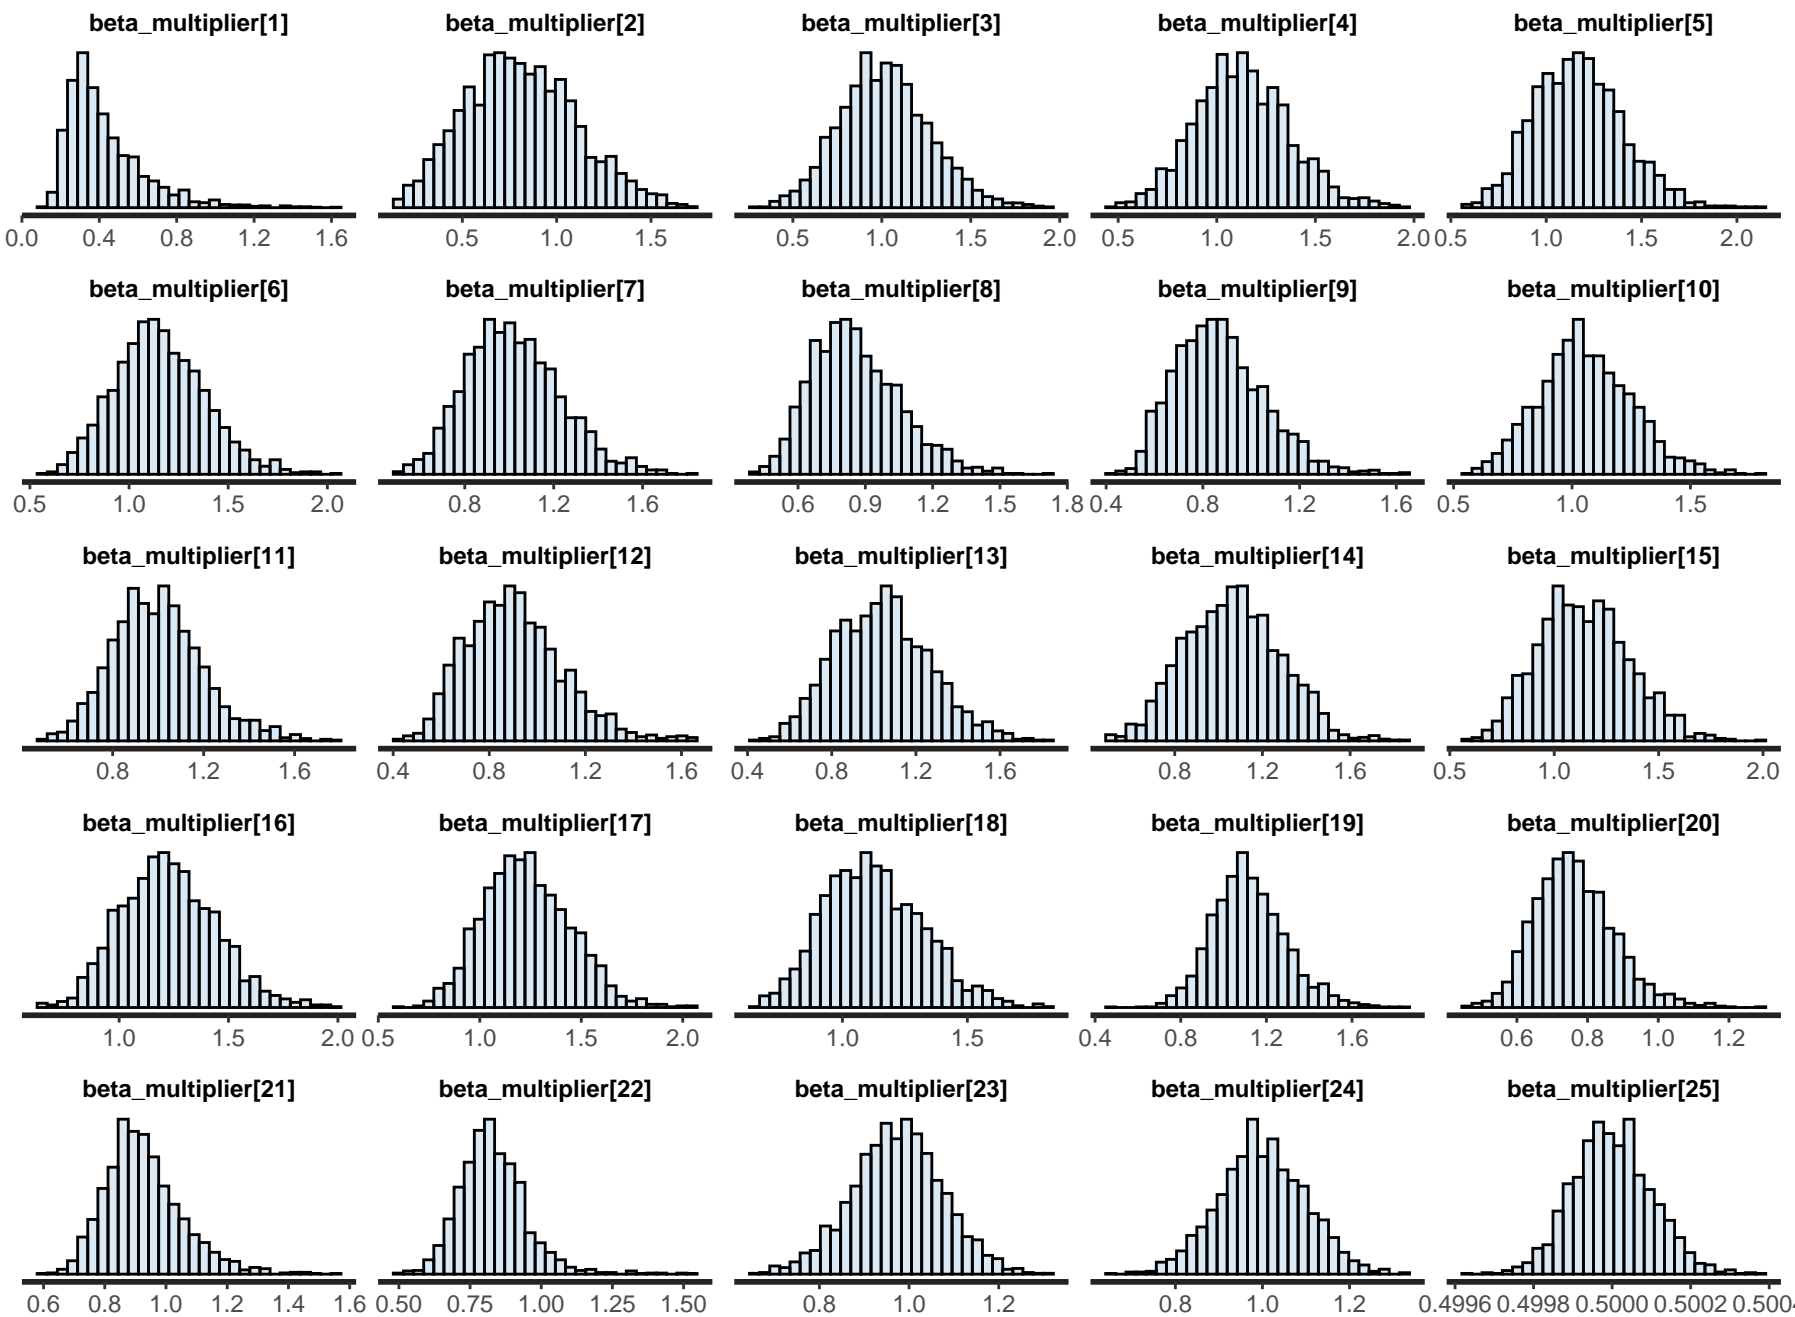 beta_multiplier[1] beta_multiplier[2] beta_multiplier[3] beta_multiplier[4] beta_multiplier[5]
0.0 0.4 0.8 1.2 1.6 0.5 1.0 1.5 0.5 1.0 1.5 2.0 0.5 1.0 1.5 2.0 0.5 1.0 1.5 2.0
beta_multiplier[6] beta_multiplier[7] beta_multiplier[8] beta_multiplier[9] beta_multiplier[10]
0.5 1.0 1.5 2.0 0.8 1.2 1.6 0.6 0.9 1.2 1.5 1.8 0.4 0.8 1.2 1.6 0.5 1.0 1.5
beta_multiplier[11] beta_multiplier[12] beta_multiplier[13] beta_multiplier[14] beta_multiplier[15]
0.8 1.2 1.6 0.4 0.8 1.2 1.6 0.4 0.8 1.2 1.6 0.8 1.2 1.6 0.5 1.0 1.5 2.0
beta_multiplier[16] beta_multiplier[17] beta_multiplier[18] beta_multiplier[19] beta_multiplier[20]
1.0 1.5 2.0 0.5 1.0 1.5 2.0 1.0 1.5 0.4 0.8 1.2 1.6 0.6 0.8 1.0 1.2
beta_multiplier[21] beta_multiplier[22] beta_multiplier[23] beta_multiplier[24] beta_multiplier[25]
0.6 0.8 1.0 1.2 1.4 1.6 0.50 0.75 1.00 1.25 1.50 0.8 1.0 1.2 0.8 1.0 1.2 0.4996 0.4998 0.5000 0.5002